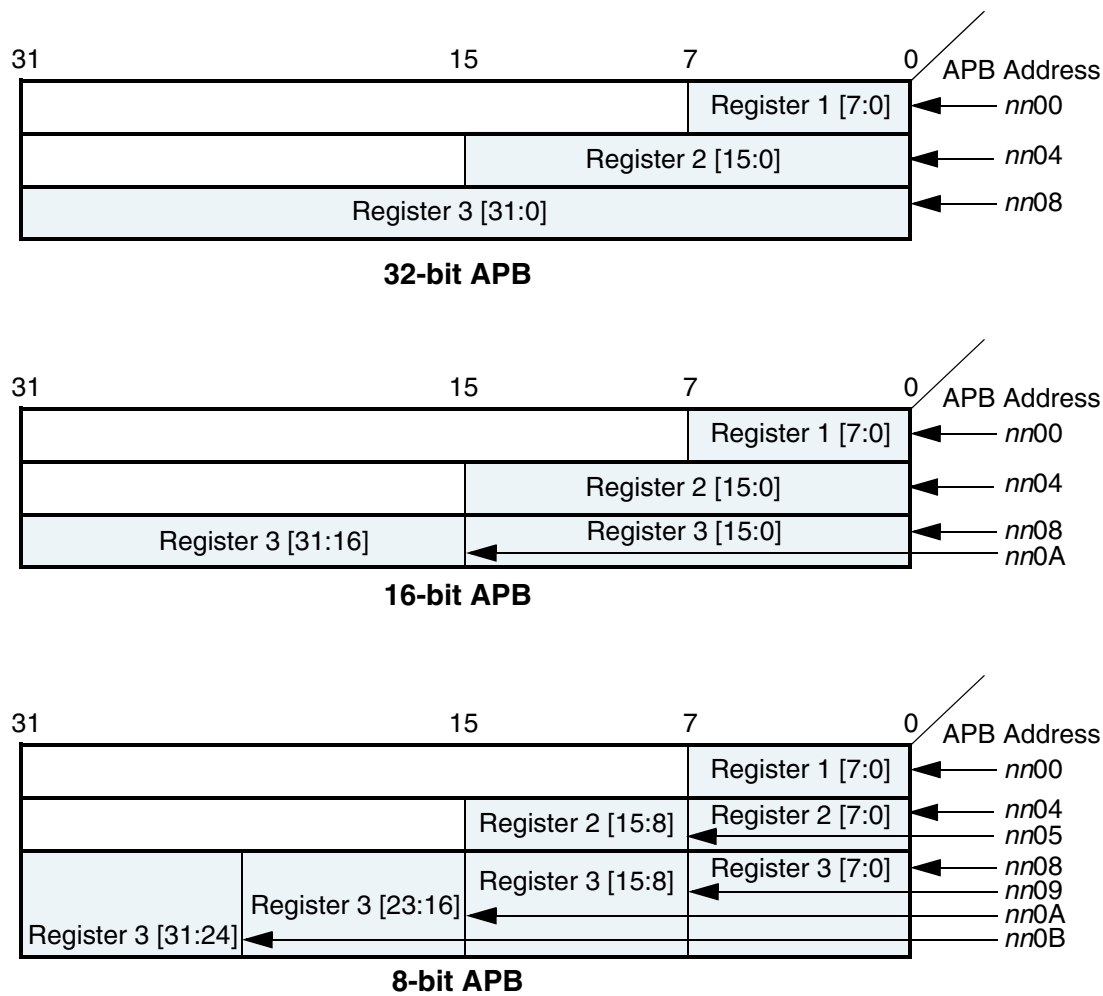 31 15 7 0
APB Address
Register 1 [7:0] nn00
Register 2 [15:0] nn04
Register 3 [31:0] nn08
32-bit APB
31 15 7 0
APB Address
Register 1 [7:0] nn00
Register 2 [15:0] nn04
Register 3 [31:16] Register 3 [15:0] nn08
nn0A
16-bit APB
31 15 7 0
APB Address
Register 1 [7:0] nn00
Register 2 [15:8] Register 2 [7:0] nn04
nn05
Register 3 [15:8] Register 3 [7:0] nn08
nn09
Register 3 [23:16] nn0A
Register 3 [31:24] nn0B
8-bit APB